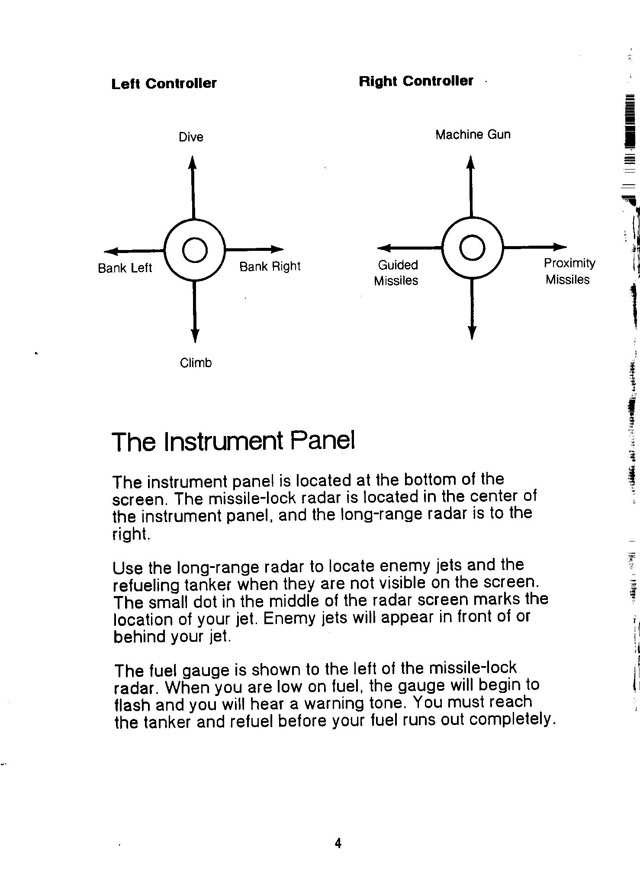 Left Controller
Right Controller
Dive
Machine Gun
Bank Left
Bank Right
Guided
Missiles
Proximity
Missiles
Climb
The Instrument Panel
The instrument panel is located at the bottom of the
screen. The missile-lock radar is located in the center of
the instrument panel, and the long-range radar is to the
right.
Use the long-range radar to locate enemy jets and the
refueling tanker when they are not visible on the screen.
The small dot in the middle of the radar screen marks the
location of your jet. Enemy jets will appear in front of or
behind your jet.
The fuel gauge is shown to the left of the missile-lock
radar. When you are low on fuel, the gauge will begin to
flash and you will hear a warning tone. You must reach
the tanker and refuel before your fuel runs out completely.
4